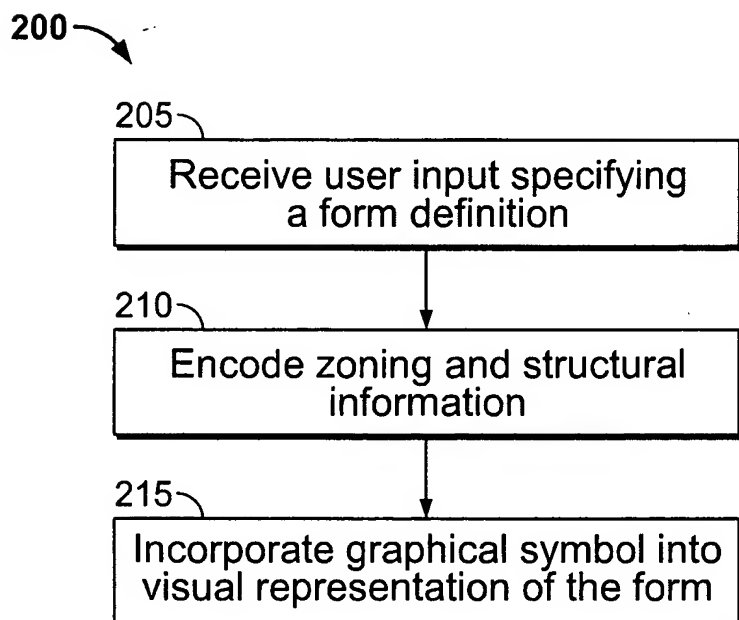 200
205
Receive user input specifying
a form definition
210
Encode zoning and structural
information
215
Incorporate graphical symbol into
visual representation of the form